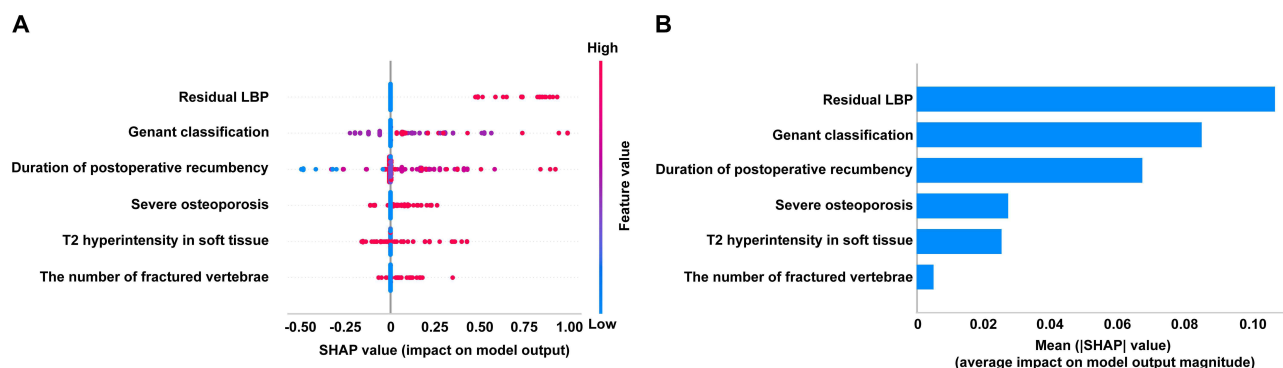 A
High
Residual LBP
Genant classification
Duration of postoperative recumbency
Severe osteoporosis
T2 hyperintensity in soft tissue
The number of fractured vertebrae
Feature value
Low
-0.50 -0.25 0 0.25 0.50 0.75 1.00
SHAP value (impact on model output)
B
Residual LBP
Genant classification
Duration of postoperative recumbency
Severe osteoporosis
T2 hyperintensity in soft tissue
The number of fractured vertebrae
0 0.02 0.04 0.06 0.08 0.10
Mean (|SHAP| value)
(average impact on model output magnitude)